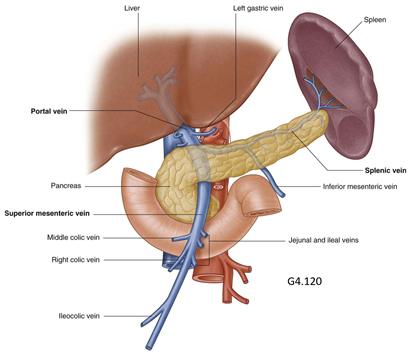 Liver
Left gastric vein
Spleen
Portal vein
Splenic vein
Pancreas
Inferior mesenteric vein
Superior mesenteric vein
Middle colic vein
Jejunal and ileal veins
Right colic vein
G4.120
Ileocolic vein